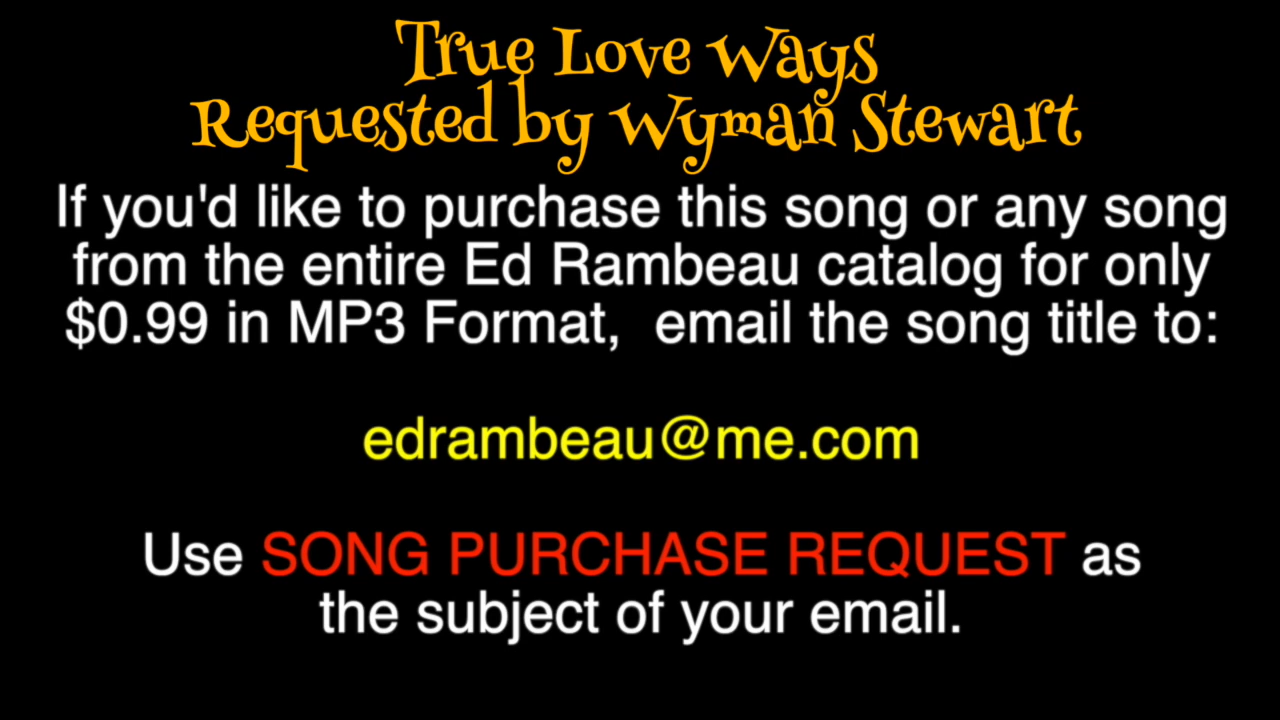 True Love Ways
Requested by Wyman Stewart
If you'd like to purchase this song or any song
from the entire Ed Rambeau catalog for only
$0.99 in MP3 Format,  email the song title to:
edrambeau@me.com
Use SONG PURCHASE REQUEST as
the subject of your email.